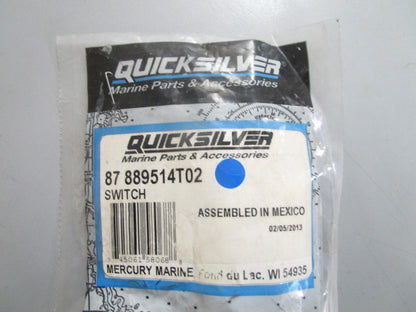 QUICKSILVER
Marine Parts & Accessories
QUICKSILVER
Marine Parts & Accessories
87 889514T02
SWITCH
ASSEMBLED IN MEXICO
02/05/2013
MERCURY MARINE Fond du Lac, WI 54935